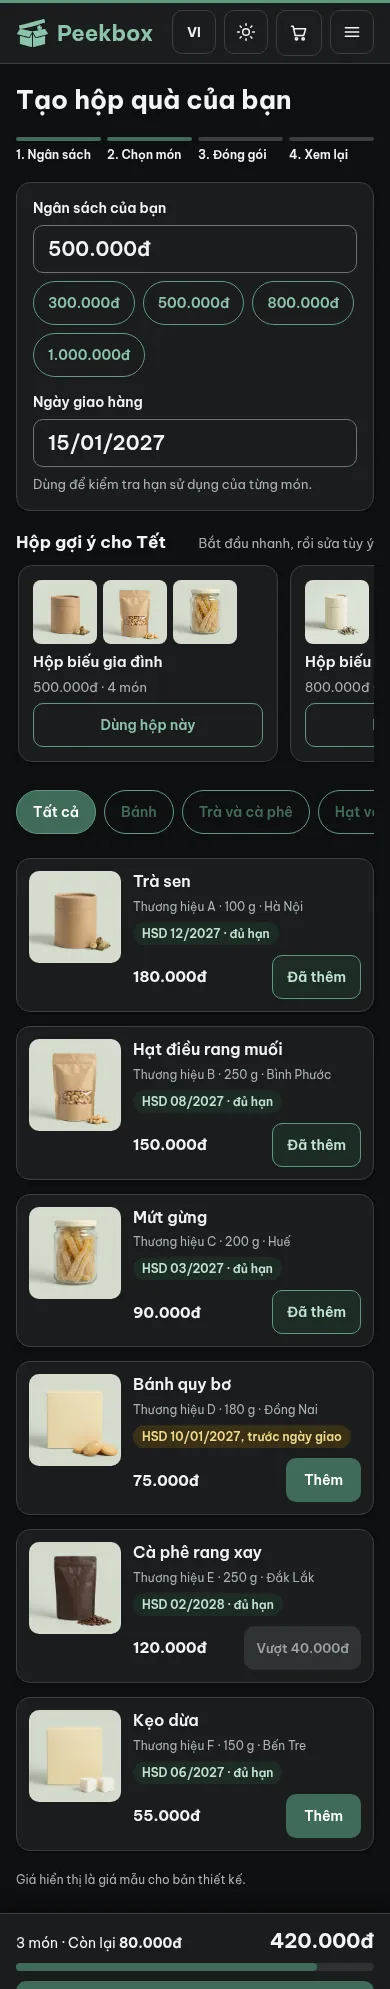 Peekbox VI
Tạo hộp quà của bạn
1. Ngân sách 2. Chọn món 3. Đóng gói 4. Xem lại
Ngân sách của bạn
500.000đ
300.000đ 500.000đ 800.000đ
1.000.000đ
Ngày giao hàng
15/01/2027
Dùng để kiểm tra hạn sử dụng của từng món.
Hộp gợi ý cho Tết Bắt đầu nhanh, rồi sửa tùy ý
Hộp biếu gia đình Hộp biếu
500.000đ · 4 món 800.000đ
Dùng hộp này
Tất cả Bánh Trà và cà phê Hạt
Trà sen
Thương hiệu A · 100 g · Hà Nội
HSD 12/2027 · đủ hạn
180.000đ Đã thêm
Hạt điều rang muối
Thương hiệu B · 250 g · Bình Phước
HSD 08/2027 · đủ hạn
150.000đ Đã thêm
Mứt gừng
Thương hiệu C · 200 g · Huế
HSD 03/2027 · đủ hạn
90.000đ Đã thêm
Bánh quy bơ
Thương hiệu D · 180 g · Đồng Nai
HSD 10/01/2027, trước ngày giao
75.000đ Thêm
Cà phê rang xay
Thương hiệu E · 250 g · Đắk Lắk
HSD 02/2028 · đủ hạn
120.000đ Vượt 40.000đ
Kẹo dừa
Thương hiệu F · 150 g · Bến Tre
HSD 06/2027 · đủ hạn
55.000đ Thêm
Giá hiển thị là giá mẫu cho bản thiết kế.
3 món · Còn lại 80.000đ 420.000đ